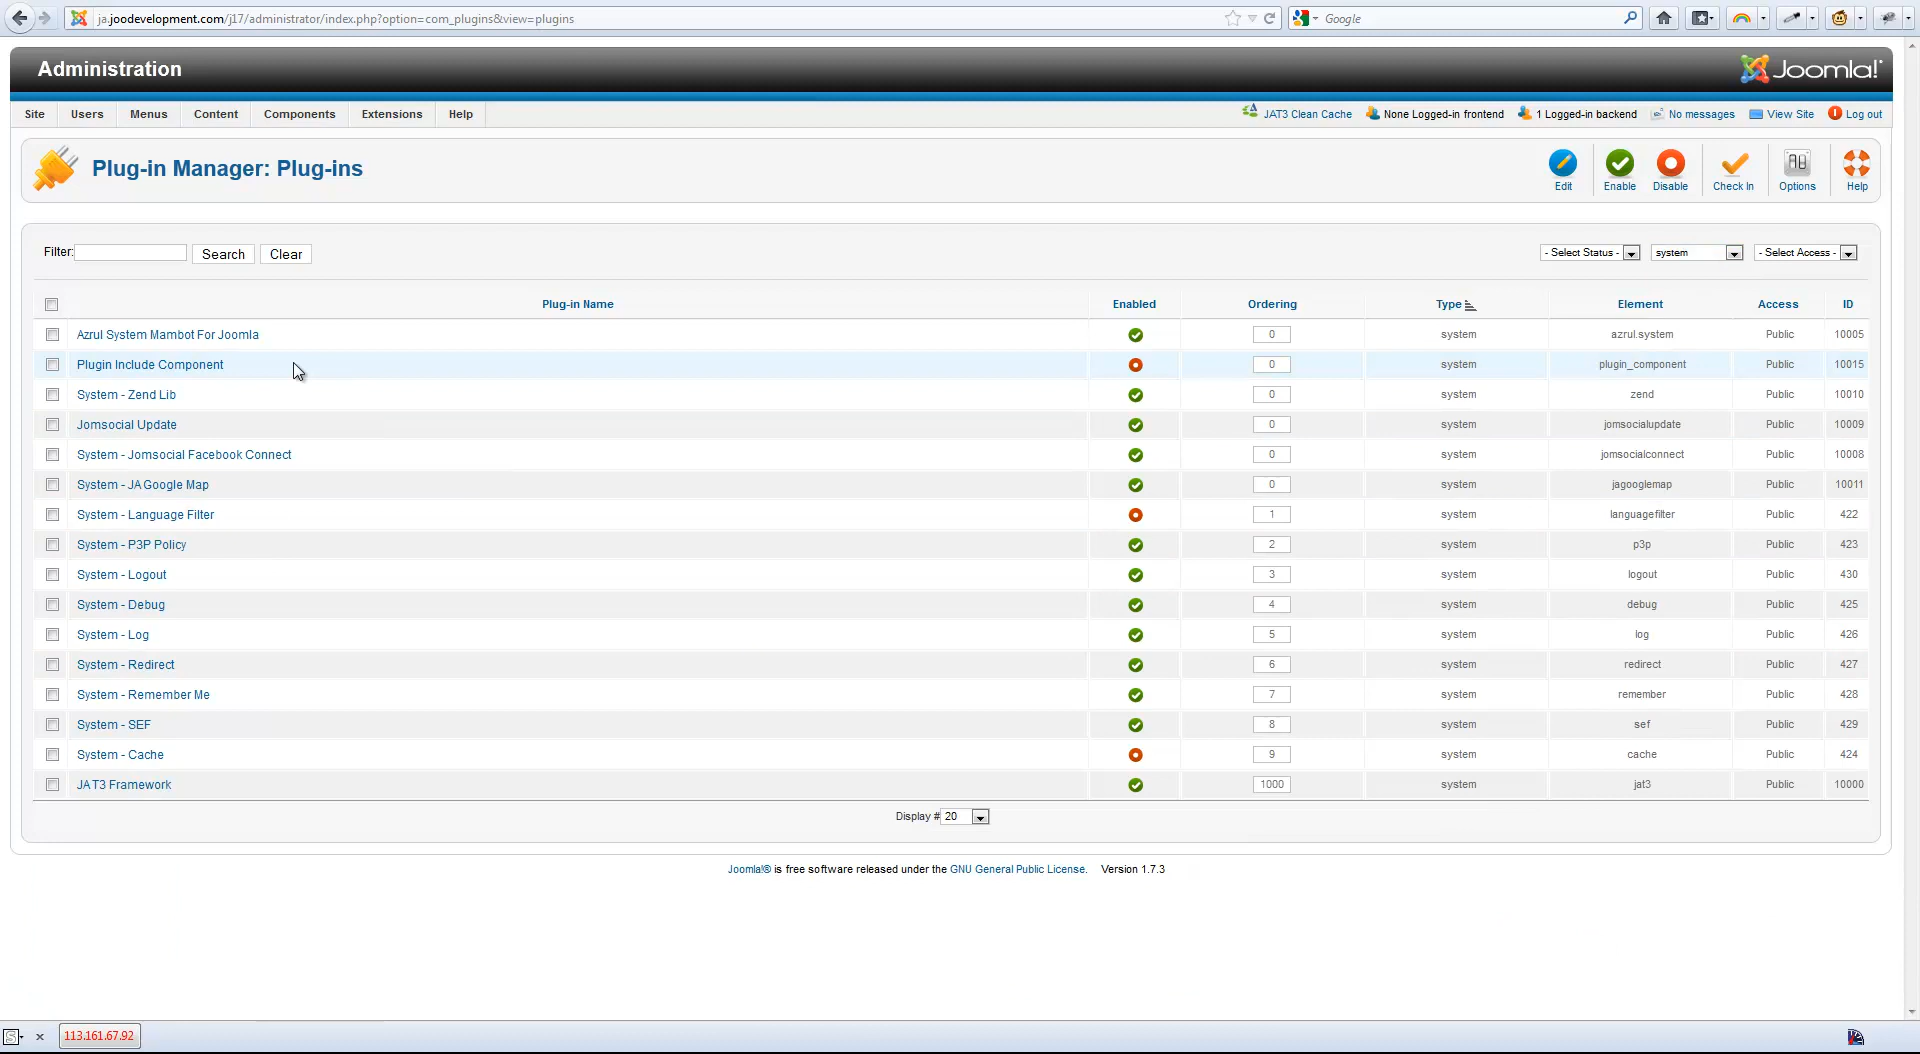 ja.joodevelopment.com/j17/administrator/index.php?option=com_plugins&view=plugins
Google
Administration
Joomla!®
Site Users Menus Content Components Extensions Help
JAT3 Clean Cache None Logged-in frontend 1 Logged-in backend No messages View Site Log out
Plug-in Manager: Plug-ins
Edit Enable Disable Check In Options Help
Filter: Search Clear - Select Status - system - Select Access -
Plug-in Name Enabled Ordering Type Element Access ID
Azrul System Mambot For Joomla 0 system azrul.system Public 10005
Plugin Include Component 0 system plugin_component Public 10015
System - Zend Lib 0 system zend Public 10010
Jomsocial Update 0 system jomsocialupdate Public 10009
System - Jomsocial Facebook Connect 0 system jomsocialconnect Public 10008
System - JA Google Map 0 system jagooglemap Public 10011
System - Language Filter 1 system languagefilter Public 422
System - P3P Policy 2 system p3p Public 423
System - Logout 3 system logout Public 430
System - Debug 4 system debug Public 425
System - Log 5 system log Public 426
System - Redirect 6 system redirect Public 427
System - Remember Me 7 system remember Public 428
System - SEF 8 system sef Public 429
System - Cache 9 system cache Public 424
JAT3 Framework 1000 system jat3 Public 10000
Display # 20
Joomla!® is free software released under the GNU General Public License. Version 1.7.3
113.161.67.92